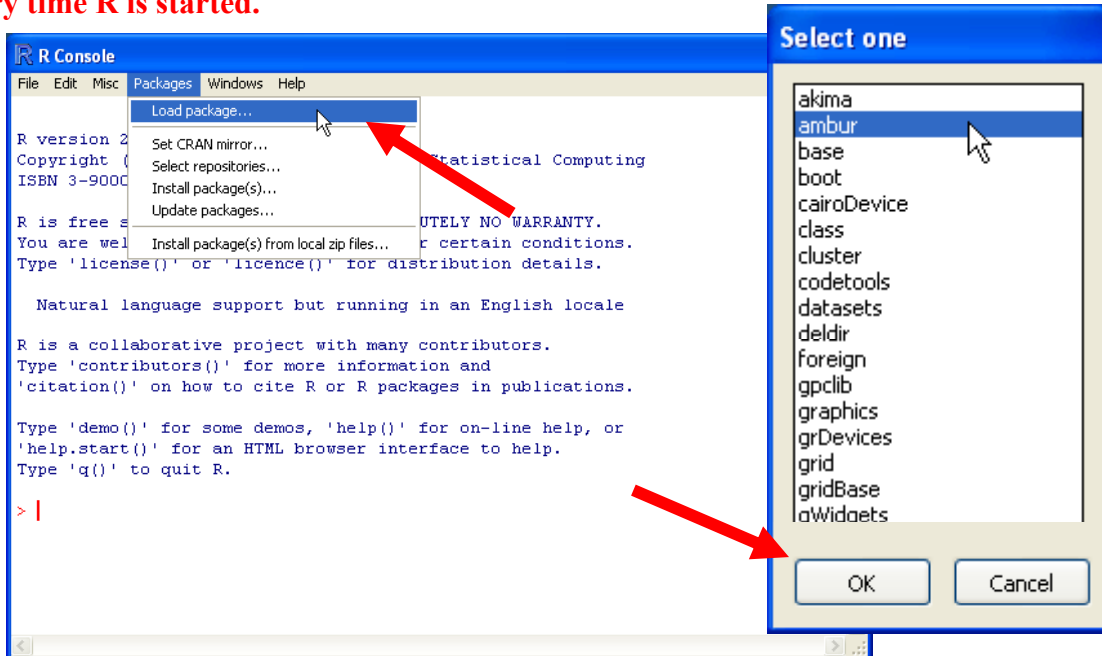 ry time R is started.
R Console
File Edit Misc Packages Windows Help
Load package...
Set CRAN mirror...
Select repositories...
Install package(s)...
Update packages...
Install package(s) from local zip files...
R version 2
Copyright ( Statistical Computing
ISBN 3-900
R is free s UTELY NO WARRANTY.
You are wel r certain conditions.
Type 'license()' or 'licence()' for distribution details.
Natural language support but running in an English locale
R is a collaborative project with many contributors.
Type 'contributors()' for more information and
'citation()' on how to cite R or R packages in publications.
Type 'demo()' for some demos, 'help()' for on-line help, or
'help.start()' for an HTML browser interface to help.
Type 'q()' to quit R.
>
Select one
akima
ambur
base
boot
cairoDevice
class
cluster
codetools
datasets
deldir
foreign
gpclib
graphics
grDevices
grid
gridBase
gWidgets
OK Cancel